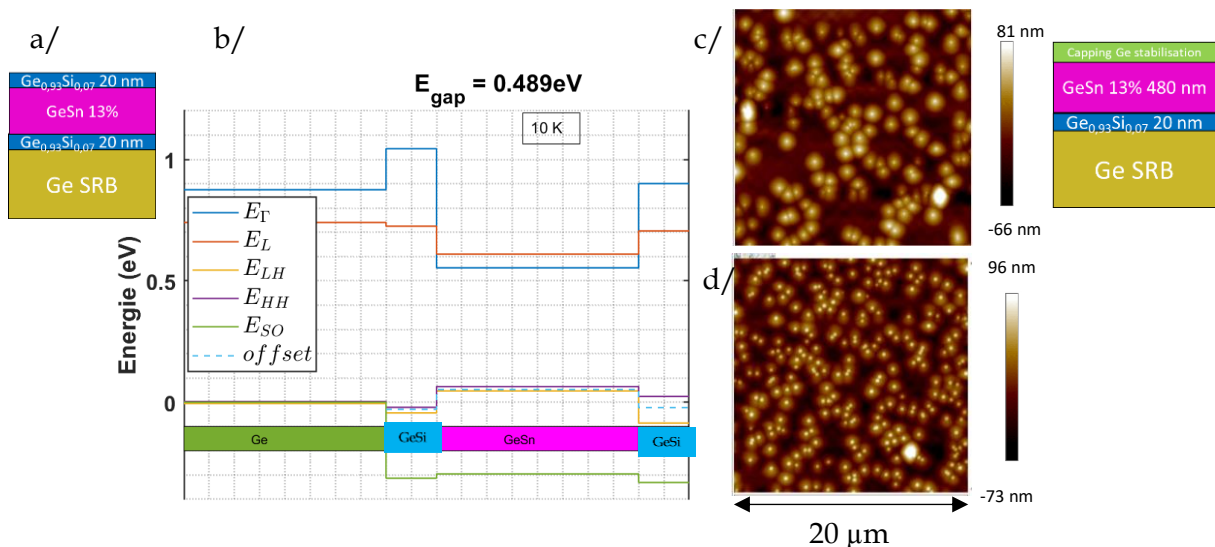 a/
Ge0,93Si0,07 20 nm
GeSn 13%
Ge0,93Si0,07 20 nm
Ge SRB
b/
Egap = 0.489eV
10 K
1
0.5
0
Energie (eV)
EΓ
EL
ELH
EHH
ESO
offset
Ge
GeSi
GeSn
GeSi
c/
81 nm
-66 nm
Capping Ge stabilisation
GeSn 13% 480 nm
Ge0,93Si0,07 20 nm
Ge SRB
d/
96 nm
-73 nm
20 µm